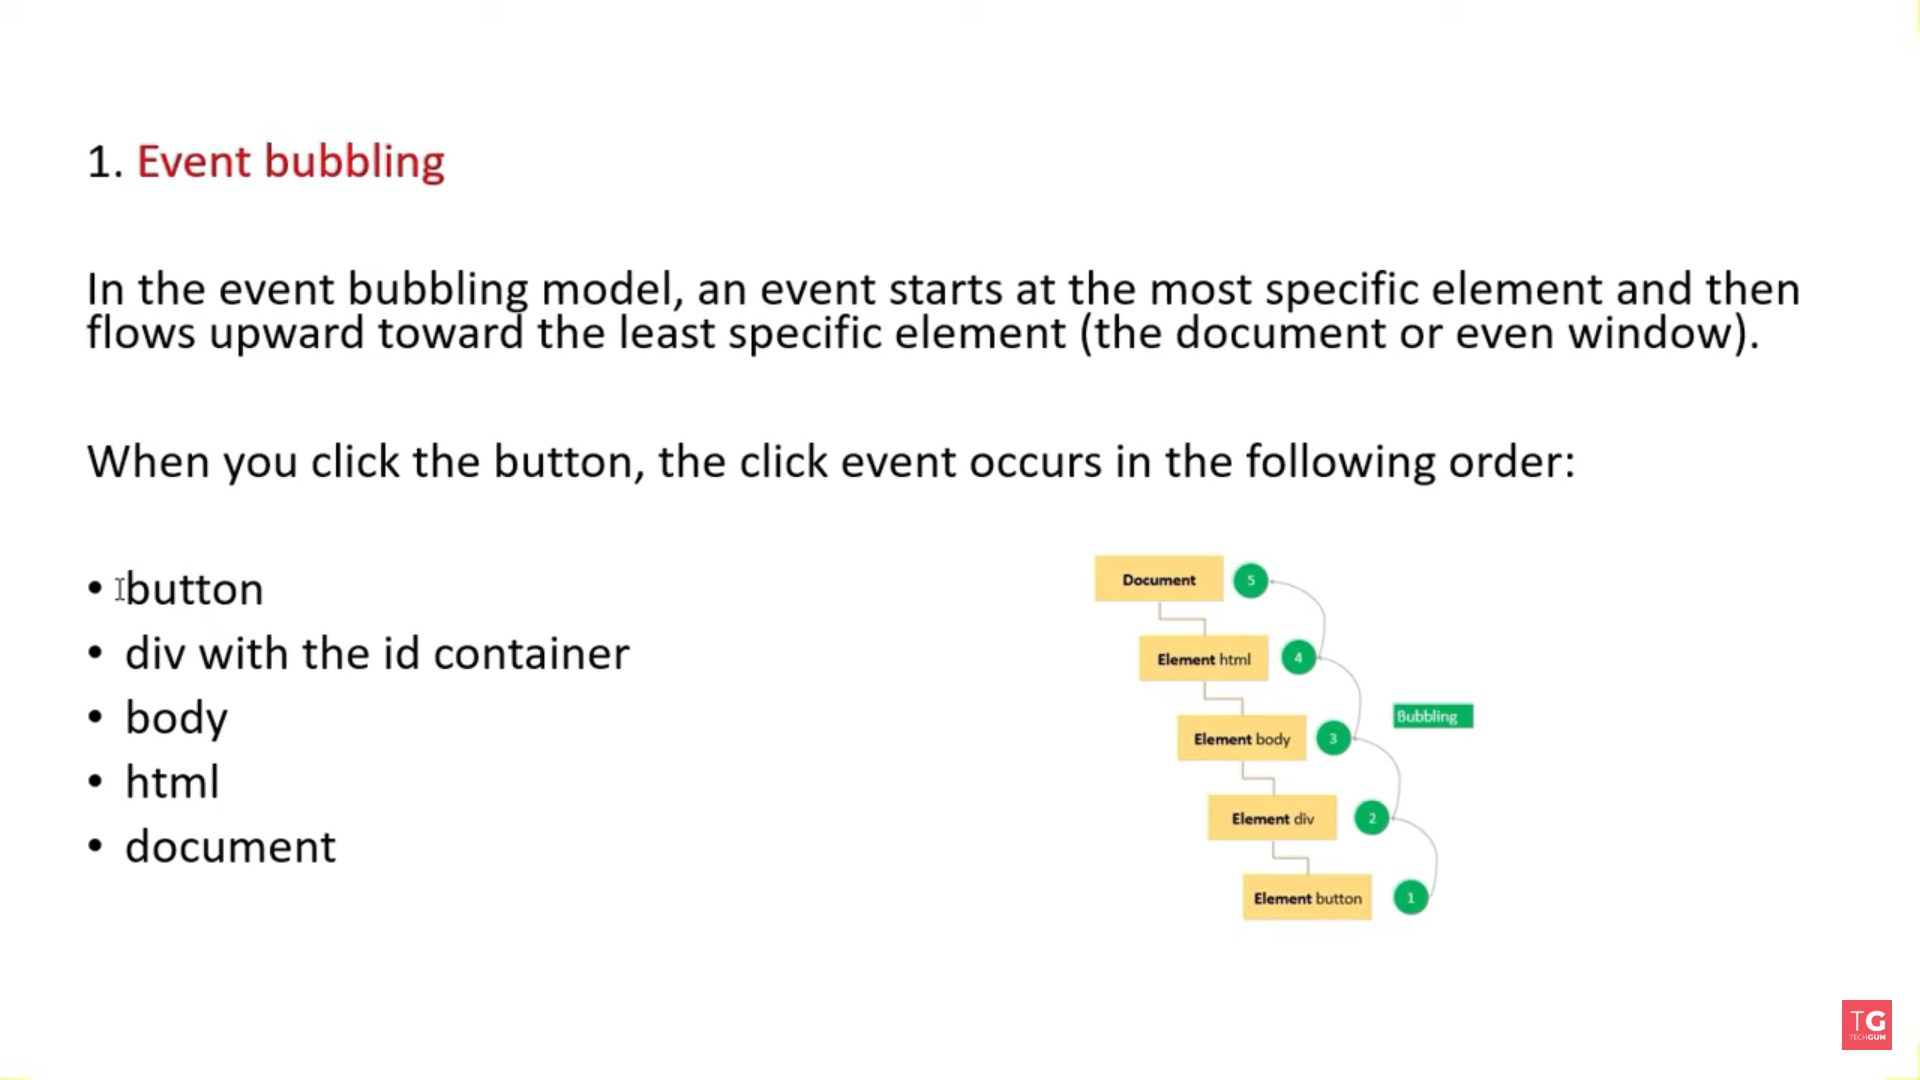 1. Event bubbling
In the event bubbling model, an event starts at the most specific element and then
flows upward toward the least specific element (the document or even window).
When you click the button, the click event occurs in the following order:
• button
• div with the id container
• body
• html
• document
Document 5
Element html 4
Bubbling
Element body 3
Element div 2
Element button 1
TG
TECHGUN